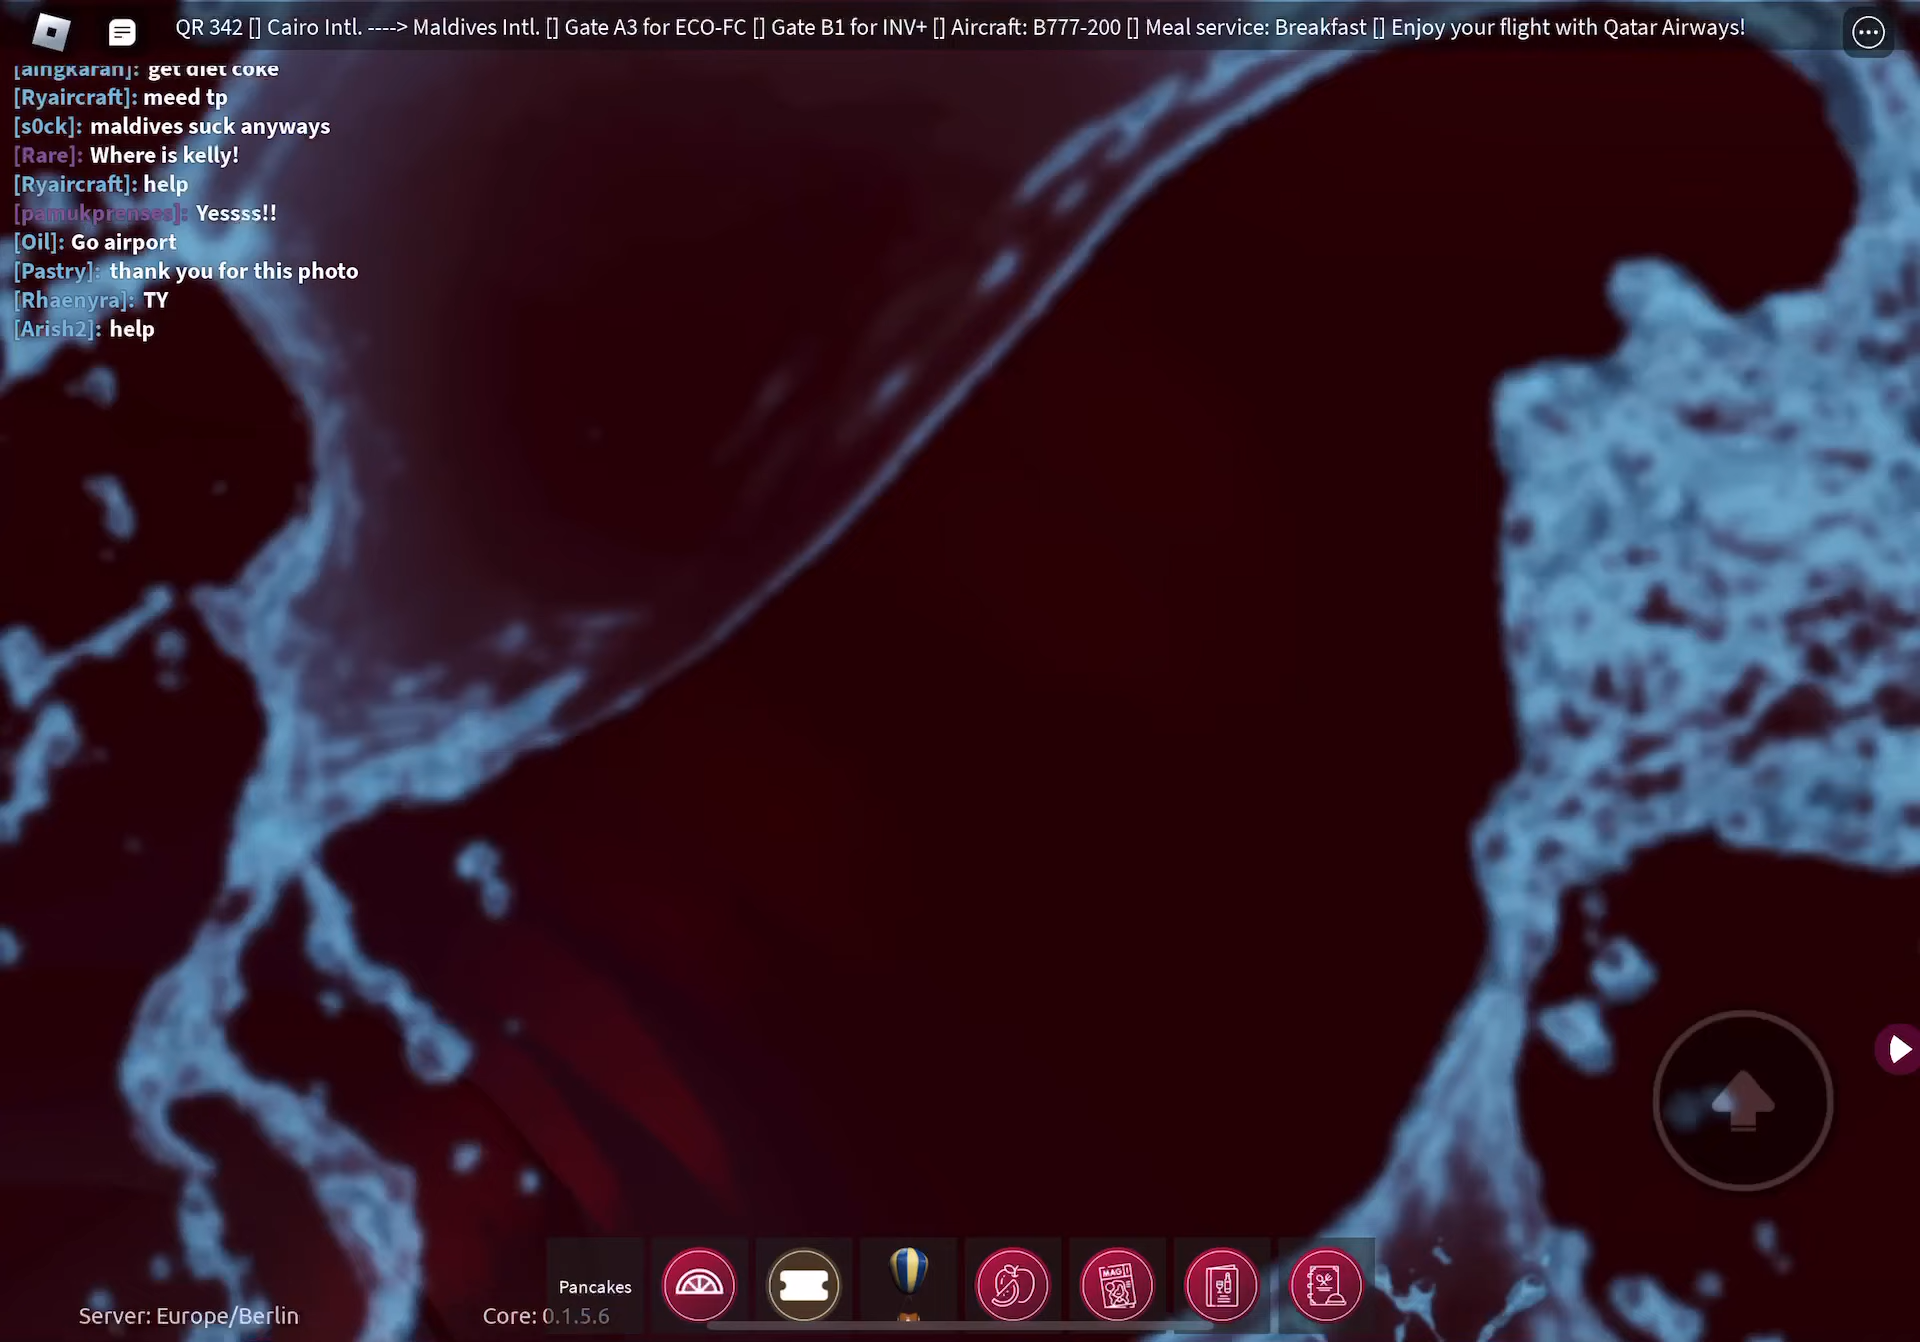 QR 342 [] Cairo Intl. ----> Maldives Intl. [] Gate A3 for ECO-FC [] Gate B1 for INV+ [] Aircraft: B777-200 [] Meal service: Breakfast [] Enjoy your flight with Qatar Airways!
[aingkaran]: get diet coke
[Ryaircraft]: meed tp
[s0ck]: maldives suck anyways
[Rare]: Where is kelly!
[Ryaircraft]: help
[pamukprenses]: Yessss!!
[Oil]: Go airport
[Pastry]: thank you for this photo
[Rhaenyra]: TY
[Arish2]: help
Pancakes
MAG
Server: Europe/Berlin
Core: 0.1.5.6